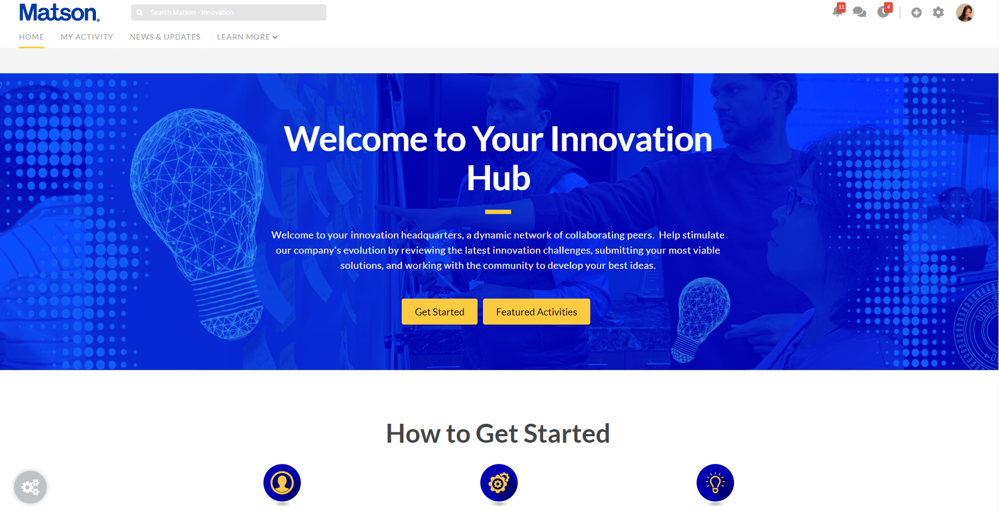 Matson®
Search Matson - Innovation
11
4
HOME MY ACTIVITY NEWS & UPDATES LEARN MORE
Welcome to Your Innovation
Hub
Welcome to your innovation headquarters, a dynamic network of collaborating peers. Help stimulate
our company's evolution by reviewing the latest innovation challenges, submitting your most viable
solutions, and working with the community to develop your best ideas.
Get Started
Featured Activities
How to Get Started